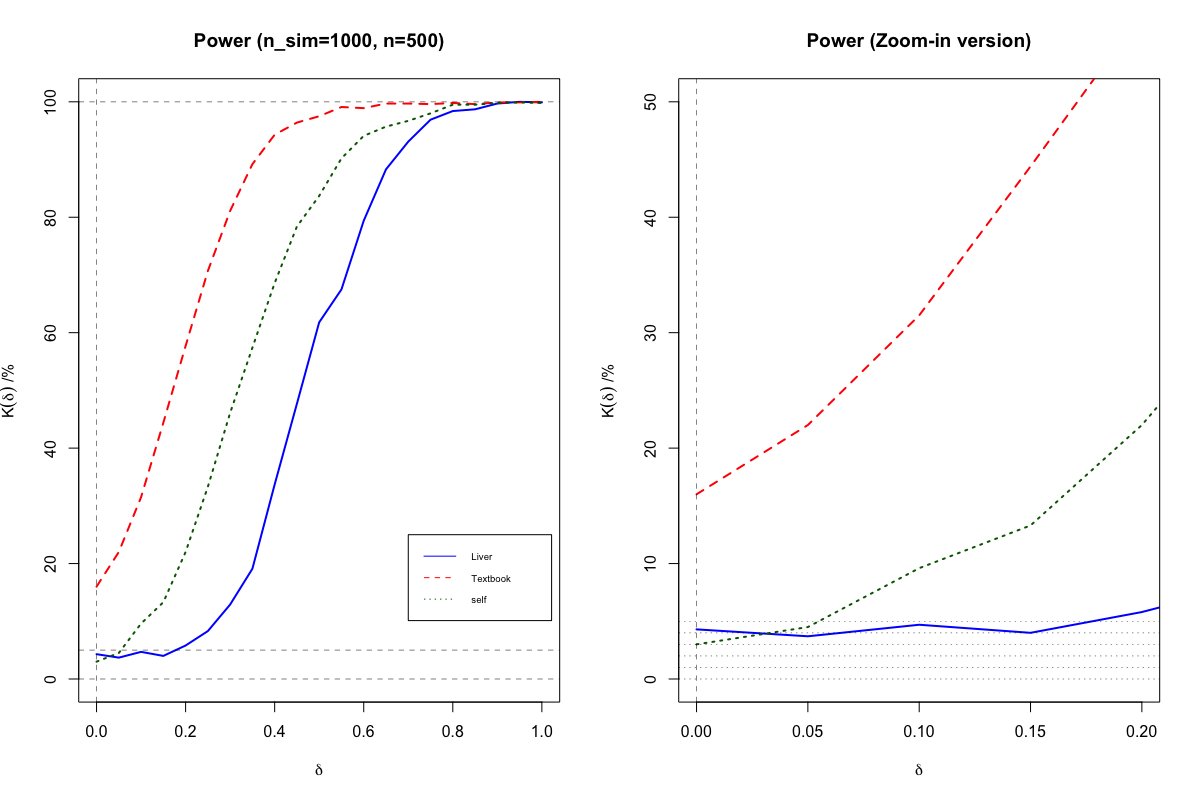 Power (n_sim=1000, n=500)
K(δ) /%
100
80
60
40
20
0
Liver
Textbook
self
0.0 0.2 0.4 0.6 0.8 1.0
δ
Power (Zoom-in version)
K(δ) /%
50
40
30
20
10
0
0.00 0.05 0.10 0.15 0.20
δ